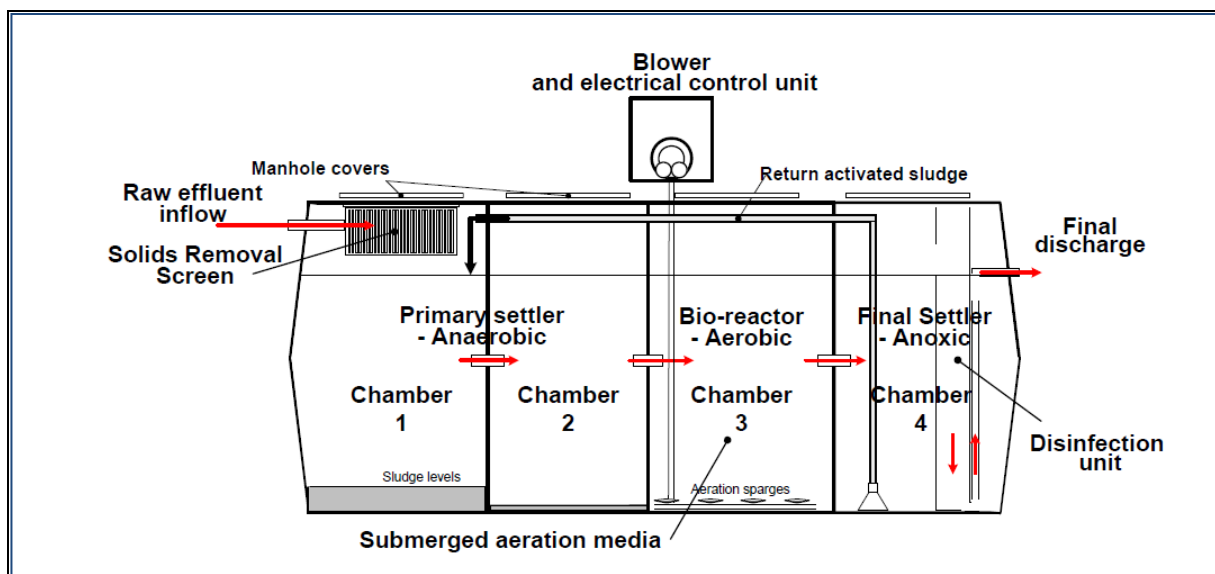 Blower
and electrical control unit
Manhole covers
Return activated sludge
Raw effluent
inflow
Solids Removal
Screen
Final
discharge
Primary settler
- Anaerobic
Bio-reactor
- Aerobic
Final Settler
- Anoxic
Chamber
1
Chamber
2
Chamber
3
Chamber
4
Disinfection
unit
Sludge levels
Aeration sparges
Submerged aeration media